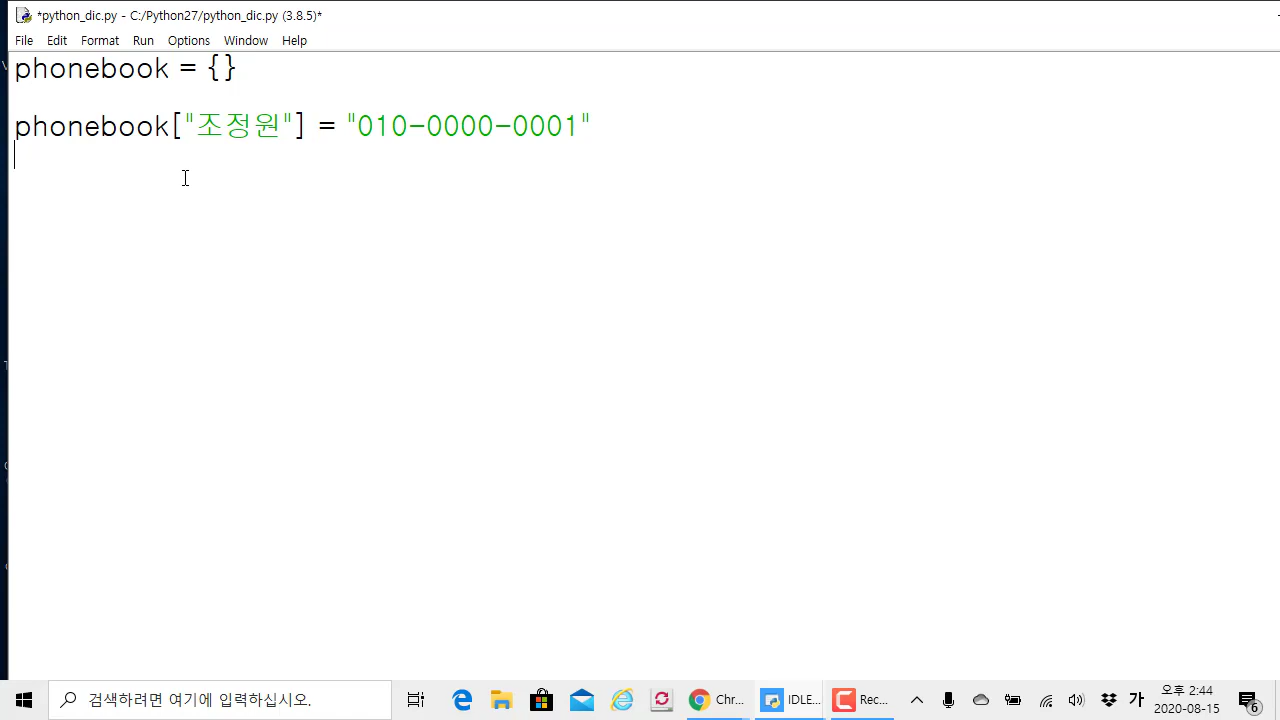 *python_dic.py - C:/Python27/python_dic.py (3.8.5)*
File Edit Format Run Options Window Help
phonebook = {}
phonebook["조정원"] = "010-0000-0001"
검색하려면 여기에 입력하십시오.
Chr...
IDLE...
Rec...
가
오후 2:44
2020-08-15
6